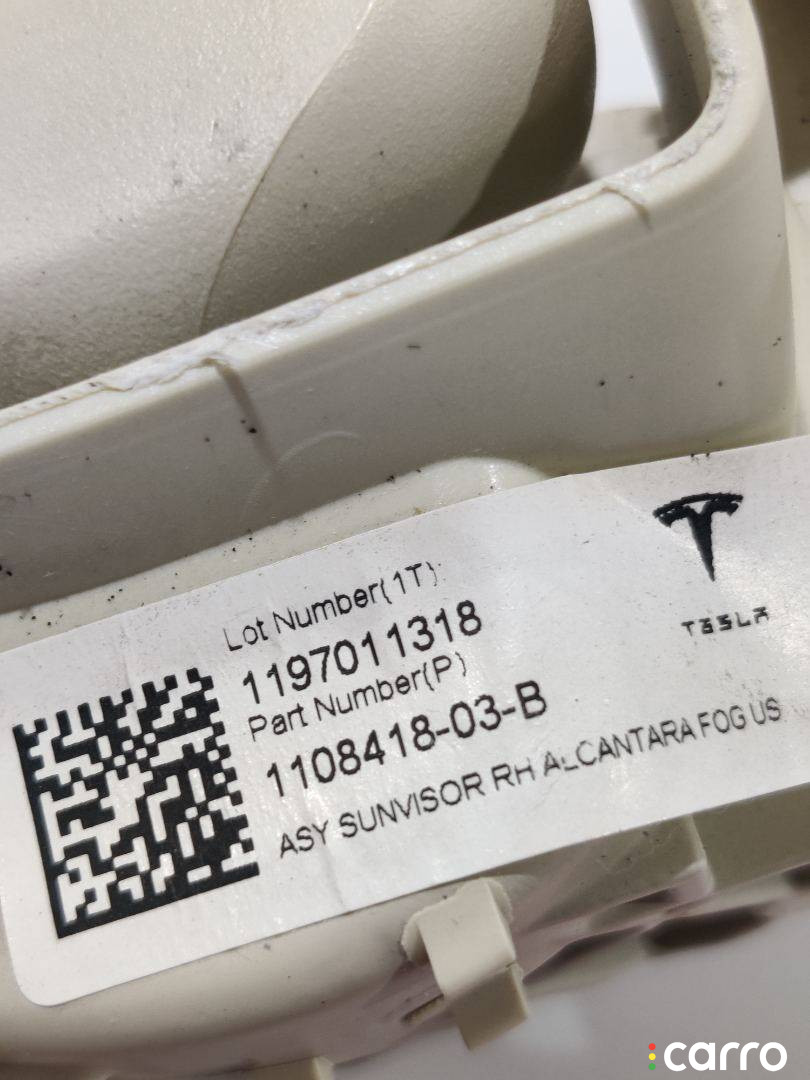 Lot Number(1T):
1197011318
Part Number(P)
1108418-03-B
ASY SUNVISOR RH ALCANTARA FOG US
TESLA
carro